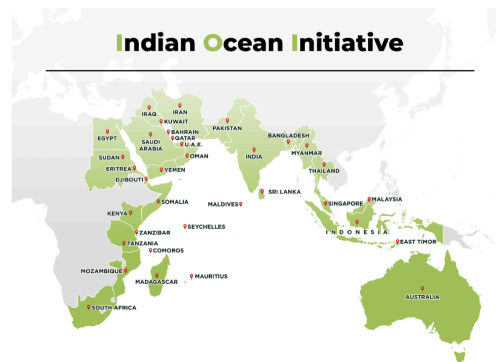 Indian Ocean Initiative
IRAQ
IRAN
KUWAIT
PAKISTAN
EGYPT
BAHRAIN
QATAR
SAUDI
ARABIA
U.A.E.
BANGLADESH
OMAN
INDIA
MYANMAR
SUDAN
ERITREA
YEMEN
THAILAND
DJIBOUTI
SRI LANKA
SOMALIA
MALDIVES
SINGAPORE
MALAYSIA
KENYA
SEYCHELLES
ZANZIBAR
INDONESIA
TANZANIA
EAST TIMOR
COMOROS
MOZAMBIQUE
MADAGASCAR
MAURITIUS
AUSTRALIA
SOUTH AFRICA